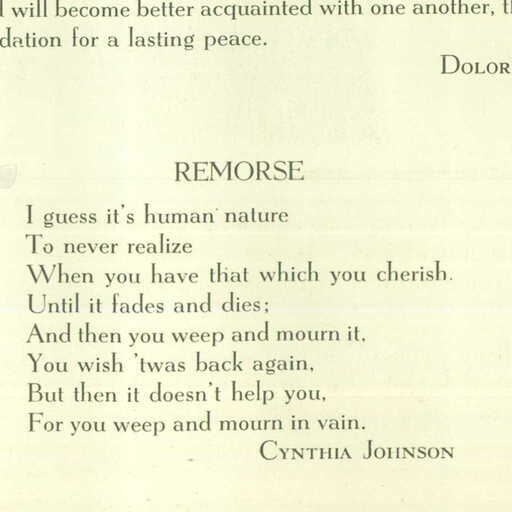 will become better acquainted with one another,
dation for a lasting peace.
DOLOR
REMORSE
I guess it's human nature
To never realize
When you have that which you cherish.
Until it fades and dies;
And then you weep and mourn it,
You wish 'twas back again,
But then it doesn't help you,
For you weep and mourn in vain.
CYNTHIA JOHNSON